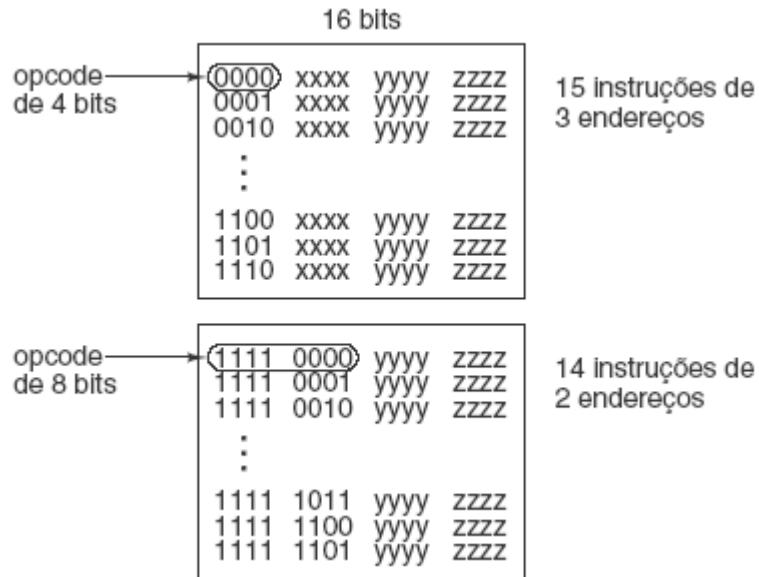 16 bits
opcode
de 4 bits
0000 xxxx yyyy zzzz
0001 xxxx yyyy zzzz
0010 xxxx yyyy zzzz
⋮
1100 xxxx yyyy zzzz
1101 xxxx yyyy zzzz
1110 xxxx yyyy zzzz
15 instruções de
3 endereços
opcode
de 8 bits
1111 0000 yyyy zzzz
1111 0001 yyyy zzzz
1111 0010 yyyy zzzz
⋮
1111 1011 yyyy zzzz
1111 1100 yyyy zzzz
1111 1101 yyyy zzzz
14 instruções de
2 endereços